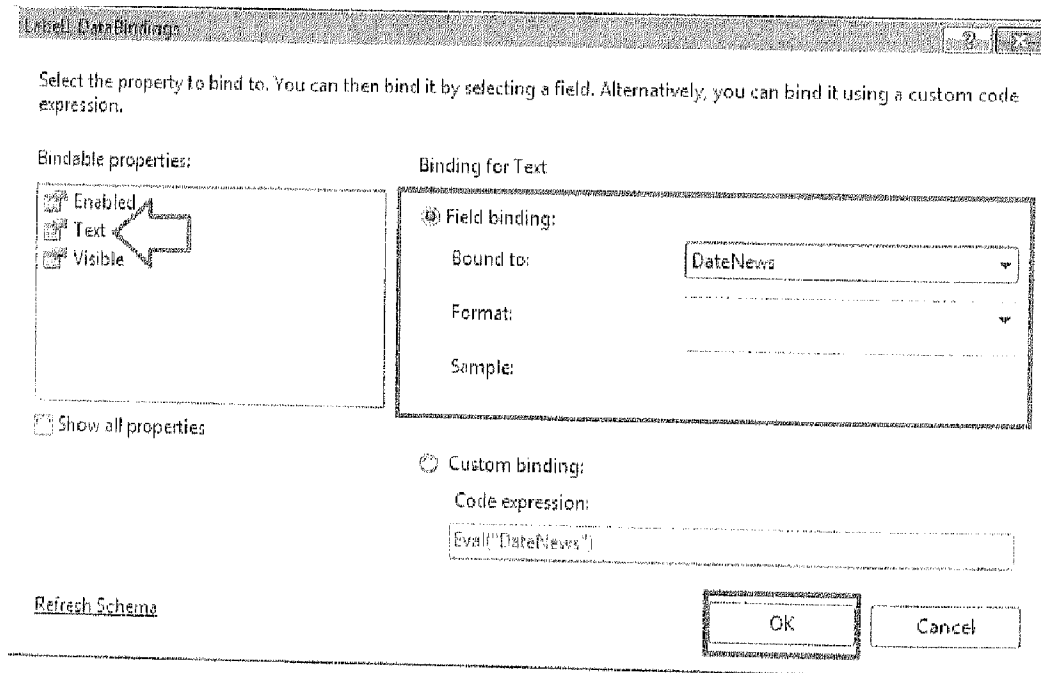 Label1 DataBindings
?
Select the property to bind to. You can then bind it by selecting a field. Alternatively, you can bind it using a custom code
expression.
Bindable properties:
Enabled
Text
Visible
Show all properties
Binding for Text
Field binding:
Bound to:
DateNews
Format:
Sample:
Custom binding:
Code expression:
Eval("DateNews")
Refresh Schema
OK
Cancel